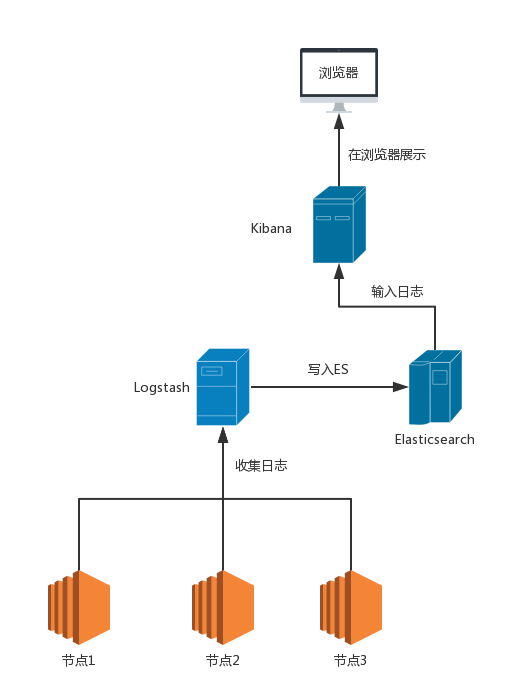 浏览器
在浏览器展示
Kibana
输入日志
写入ES
Logstash
Elasticsearch
收集日志
节点1
节点2
节点3